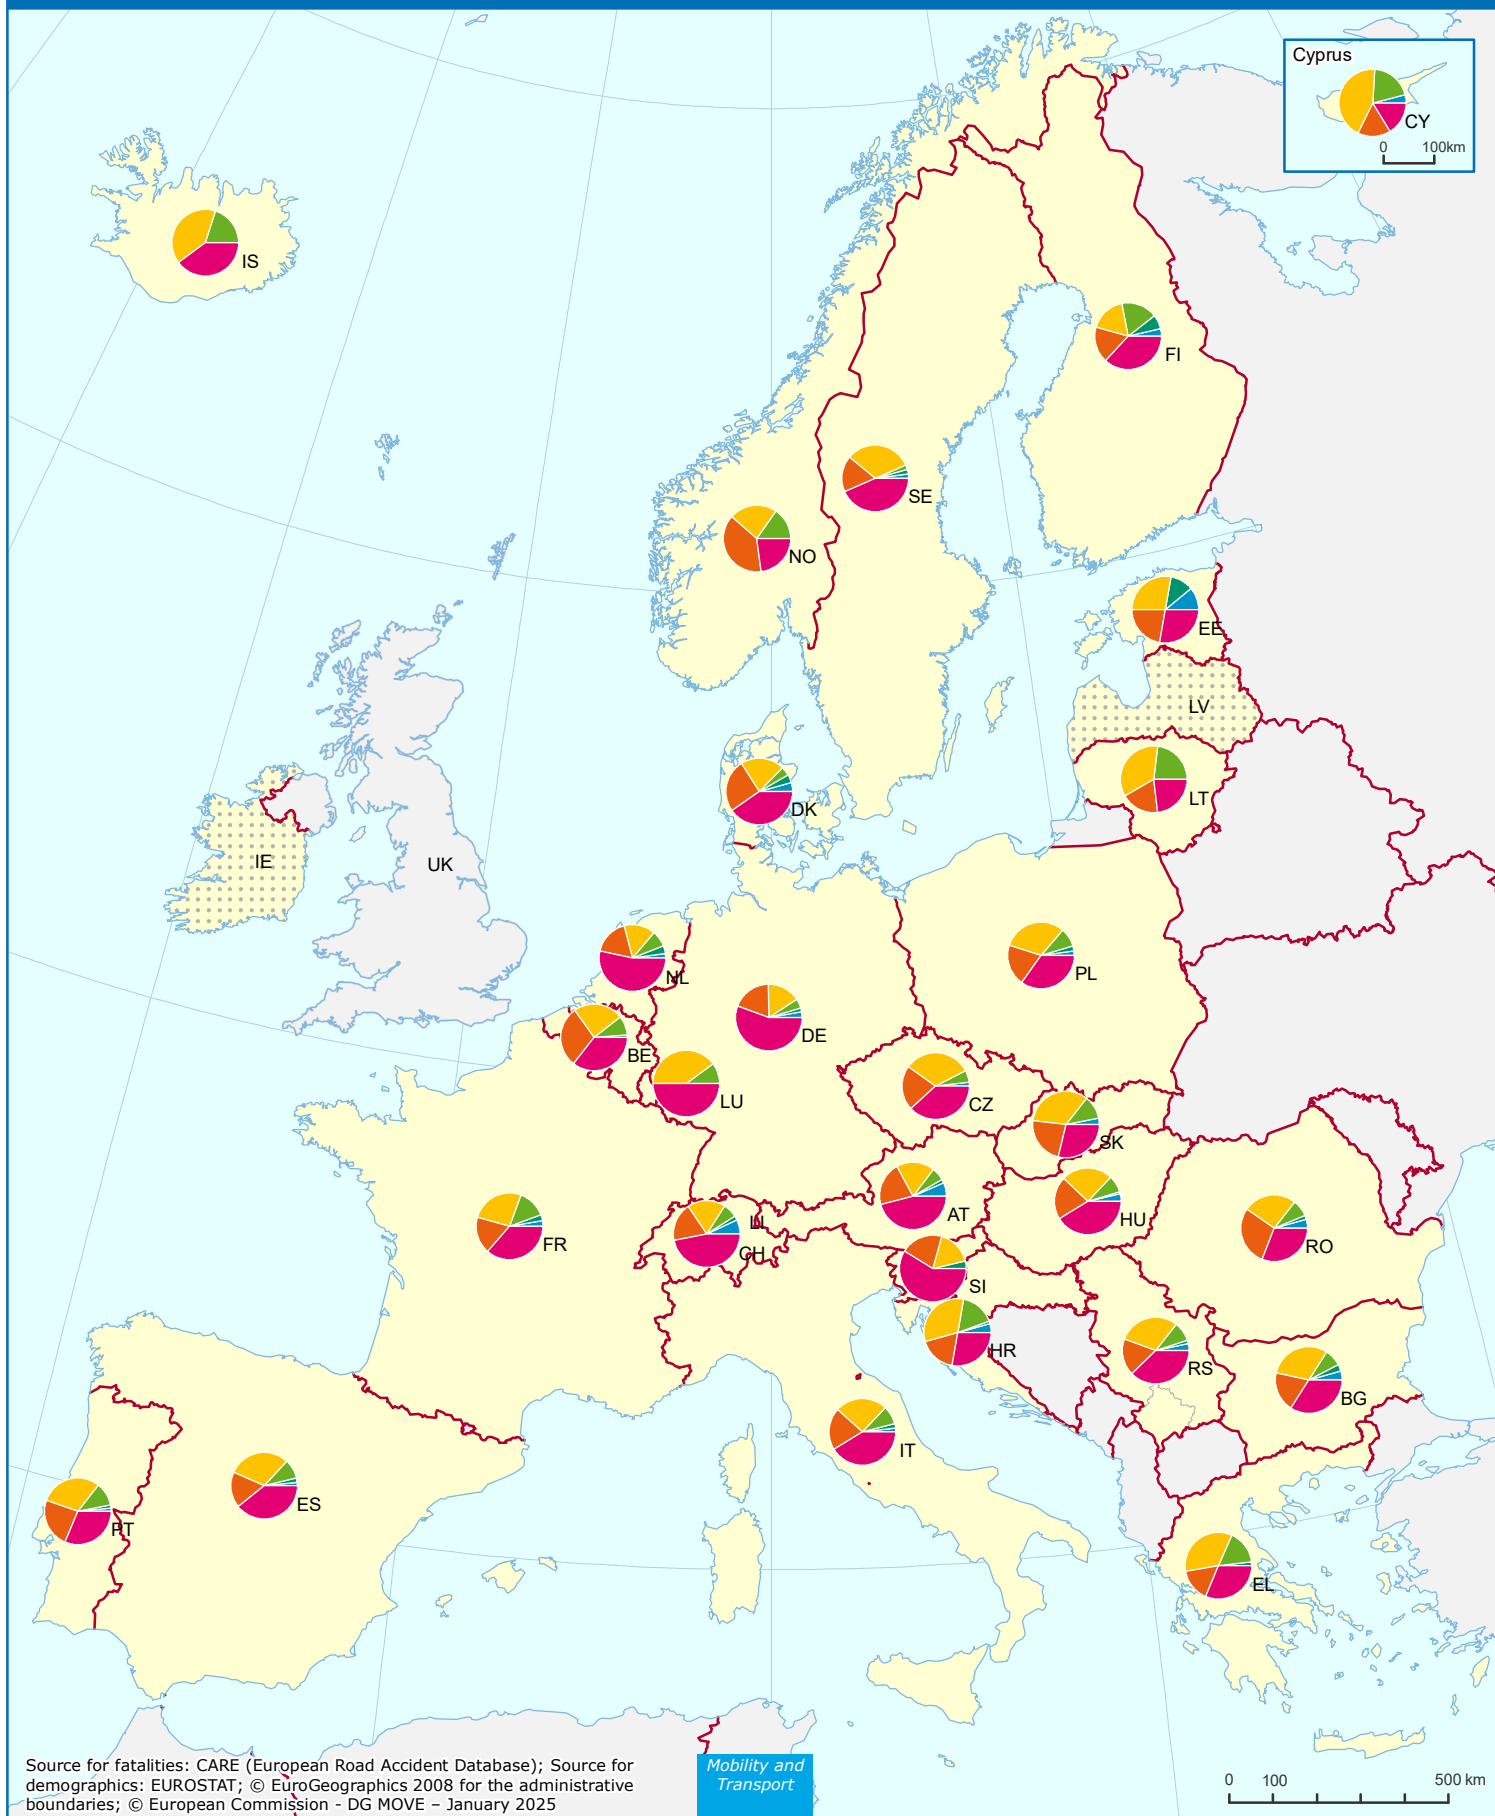 Cyprus
CY
0 100km
IS
FI
SE
NO
EE
LV
LT
DK
IE
UK
NL
PL
DE
BE
LU
CZ
SK
AT
HU
FR
LI
CH
RO
SI
HR
RS
BG
IT
ES
PT
EL
Source for fatalities: CARE (European Road Accident Database); Source for
demographics: EUROSTAT; © EuroGeographics 2008 for the administrative
boundaries; © European Commission - DG MOVE – January 2025
Mobility and
Transport
0 100 500 km